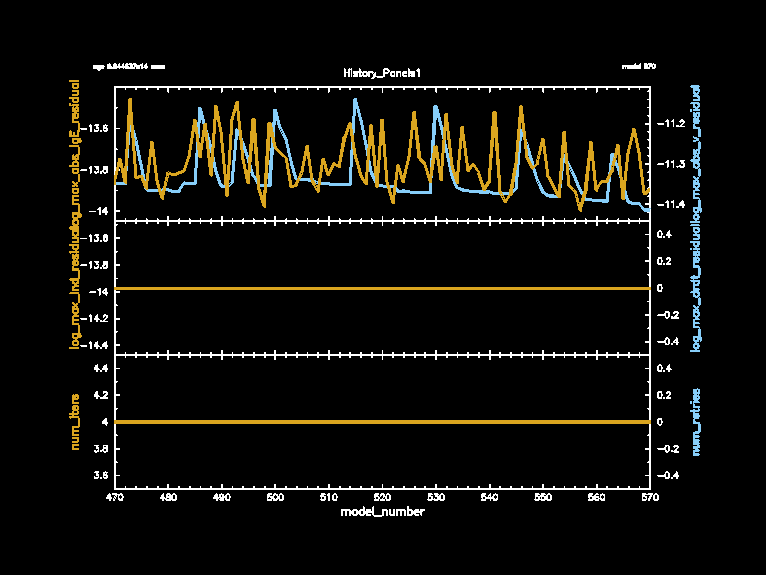 model 870
History_Panels1
log_max_abs_lgE_residual
-13.6
-13.8
-14
-11.2
-11.3
-11.4
log_max_abs_v_residual
log_max_lnd_residual
-13.6
-13.8
-14
-14.2
-14.4
0.4
0.2
0
-0.2
-0.4
log_max_drdt_residual
num_iters
4.4
4.2
4
3.8
3.6
0.4
0.2
0
-0.2
-0.4
num_retries
470 480 490 500 510 520 530 540 550 560 570
model_number